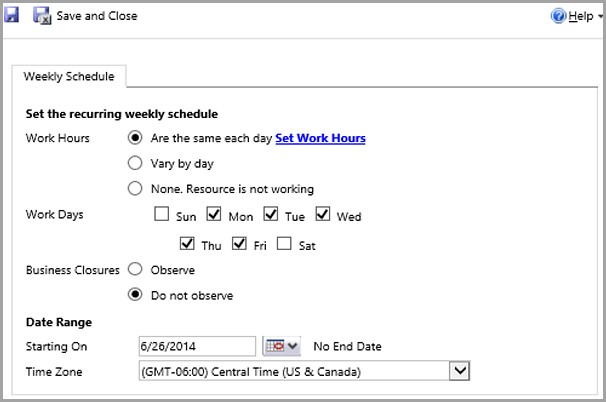 Save and Close Help
Weekly Schedule
Set the recurring weekly schedule
Work Hours Are the same each day Set Work Hours
Vary by day
None. Resource is not working
Work Days Sun Mon Tue Wed
Thu Fri Sat
Business Closures Observe
Do not observe
Date Range
Starting On 6/26/2014 No End Date
Time Zone (GMT-06:00) Central Time (US & Canada)